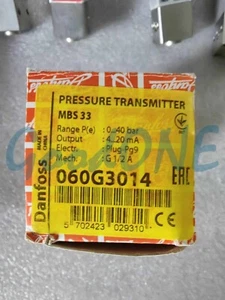 PRESSURE TRANSMITTER
MBS 33
Range P(e) : 0..40 bar
Output : 4..20 mA
Electr. : Plug Pg9
Mech. : G 1/2 A
060G3014
EAC
Danfoss
MADE IN CHINA
5 702423 029310